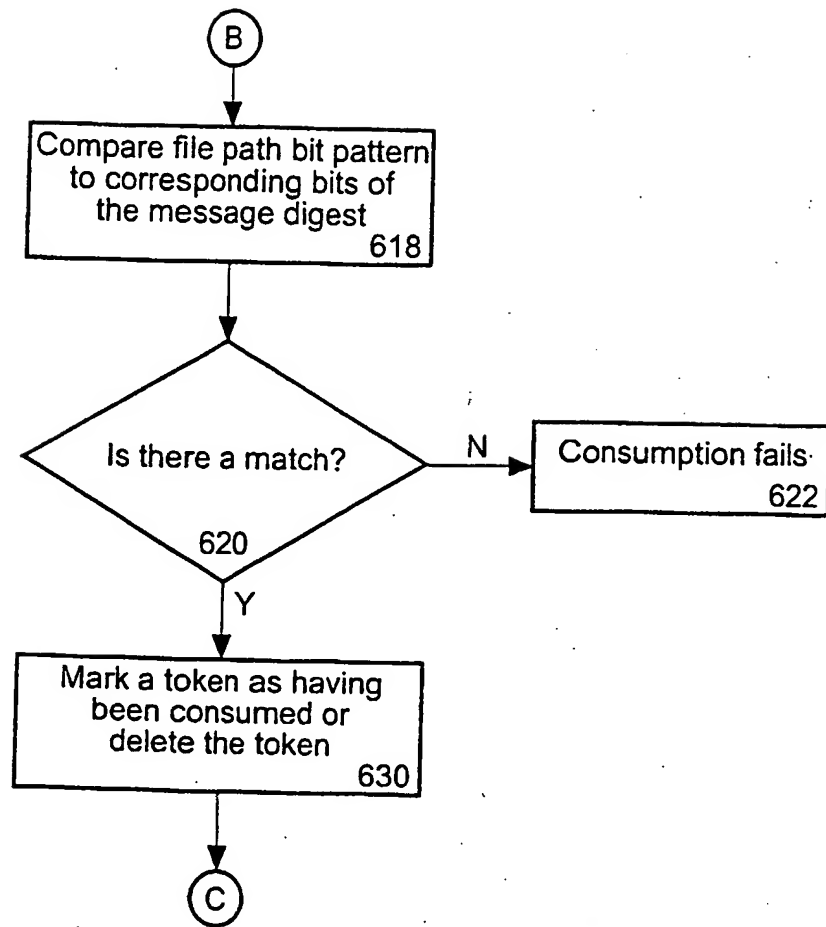 B
Compare file path bit pattern
to corresponding bits of
the message digest
618
Is there a match?
620
N
Consumption fails
622
Y
Mark a token as having
been consumed or
delete the token
630
C